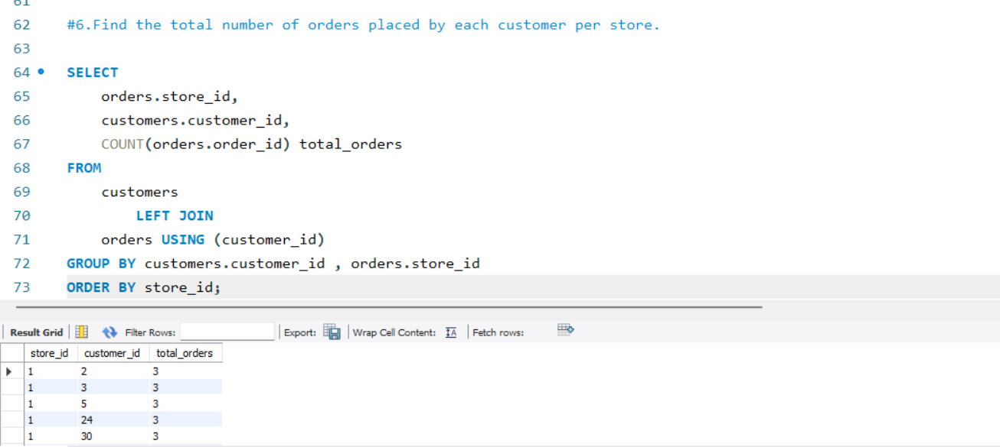 61
62 #6.Find the total number of orders placed by each customer per store.
63
64 SELECT
65 orders.store_id,
66 customers.customer_id,
67 COUNT(orders.order_id) total_orders
68 FROM
69 customers
70 LEFT JOIN
71 orders USING (customer_id)
72 GROUP BY customers.customer_id , orders.store_id
73 ORDER BY store_id;
Result Grid Filter Rows: Export: Wrap Cell Content: IA Fetch rows:
store_id customer_id total_orders
1 2 3
1 3 3
1 5 3
1 24 3
1 30 3